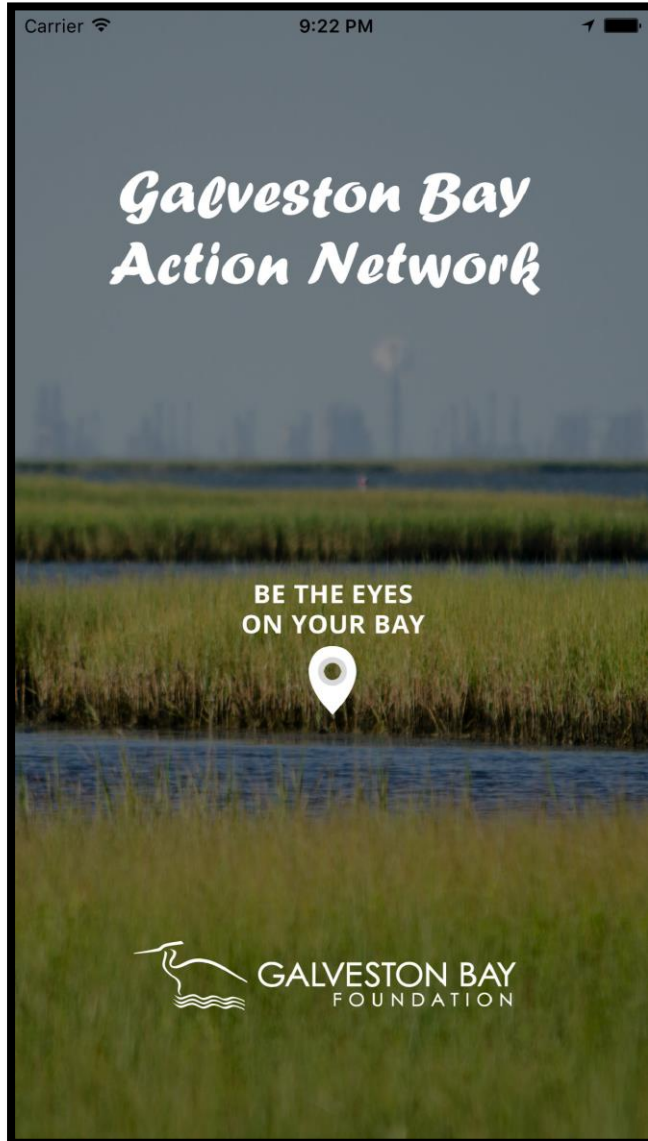 Carrier 9:22 PM
Galveston Bay
Action Network
BE THE EYES
ON YOUR BAY
GALVESTON BAY
FOUNDATION